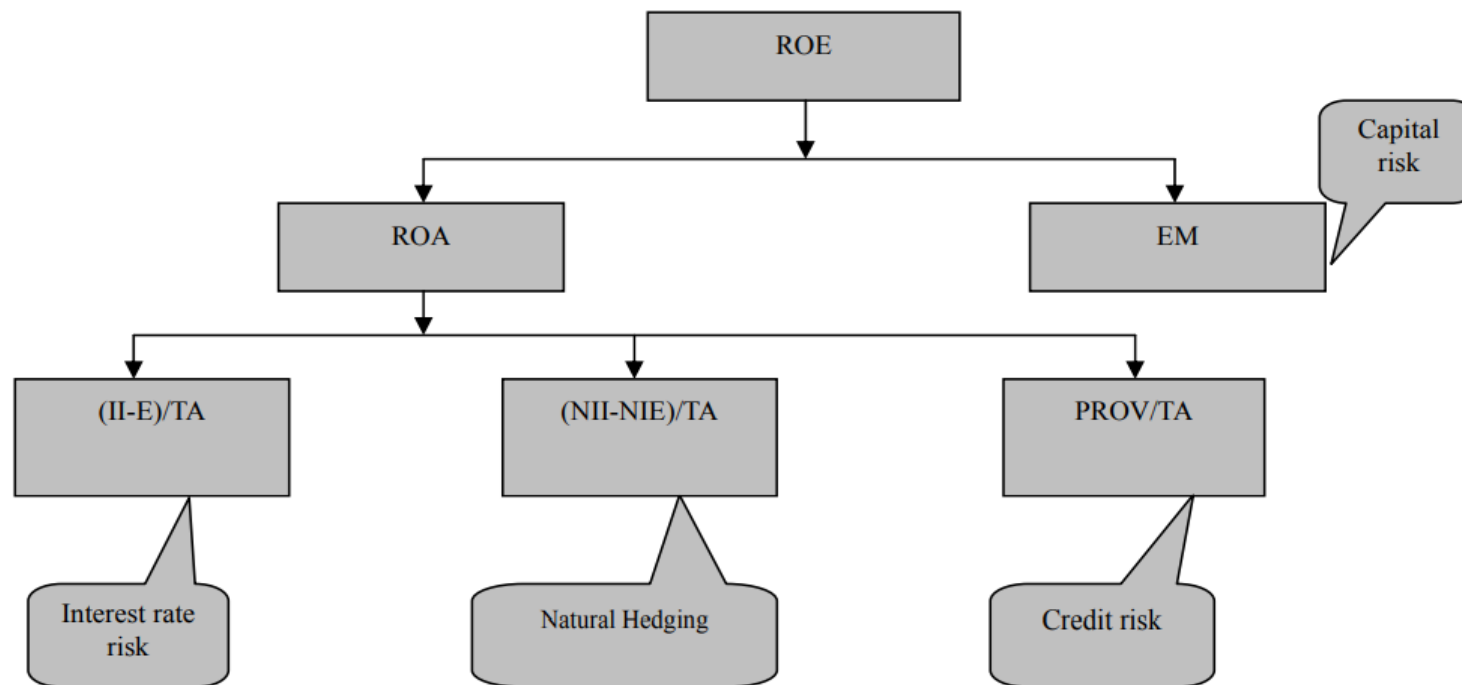 ROE
Capital
risk
ROA
EM
(II-E)/TA
(NII-NIE)/TA
PROV/TA
Interest rate
risk
Natural Hedging
Credit risk